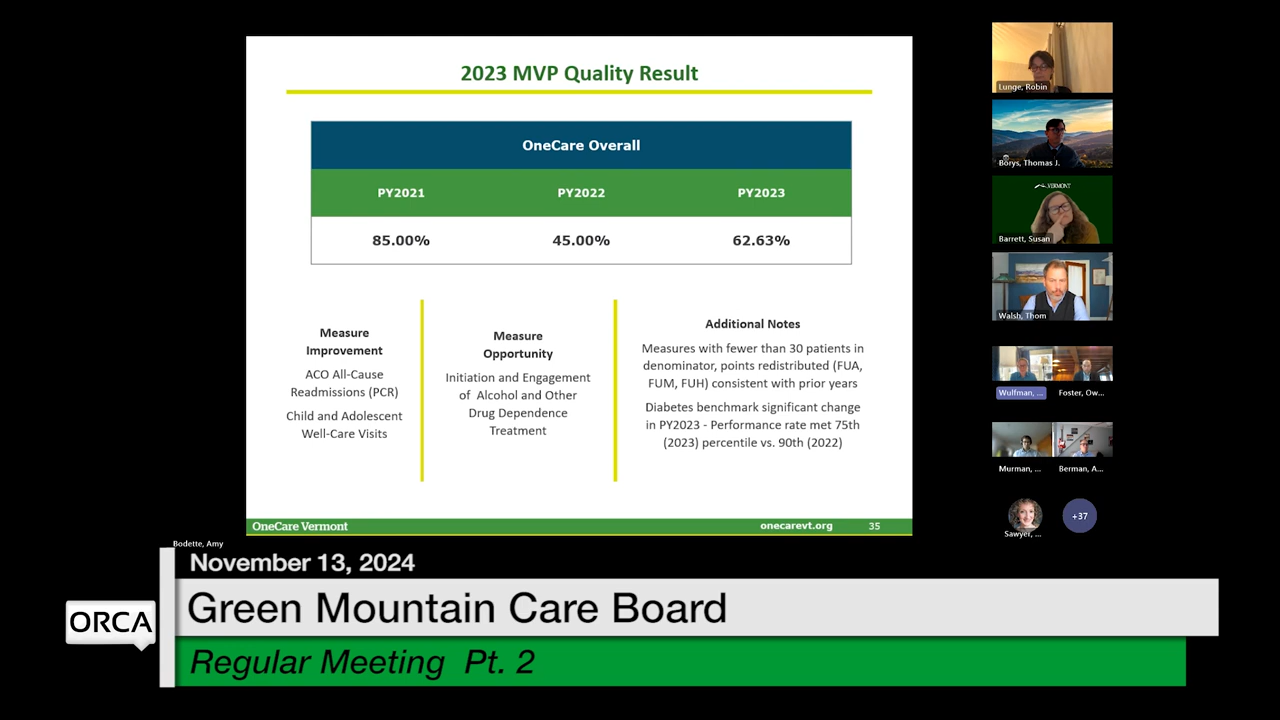 2023 MVP Quality Result
OneCare Overall
PY2021 PY2022 PY2023
85.00% 45.00% 62.63%
Measure
Improvement
ACO All-Cause
Readmissions (PCR)
Child and Adolescent
Well-Care Visits
Measure
Opportunity
Initiation and Engagement
of Alcohol and Other
Drug Dependence
Treatment
Additional Notes
Measures with fewer than 30 patients in
denominator, points redistributed (FUA,
FUM, FUH) consistent with prior years
Diabetes benchmark significant change
in PY2023 - Performance rate met 75th
(2023) percentile vs. 90th (2022)
OneCare Vermont
onecarevt.org 35
Lunge, Robin
Borys, Thomas J.
VERMONT
Barrett, Susan
Walsh, Thom
Wulfman, ... Foster, Ow...
Murman, ... Berman, A...
Sawyer, ...
+37
Bodette, Amy
November 13, 2024
ORCA
Green Mountain Care Board
Regular Meeting Pt. 2